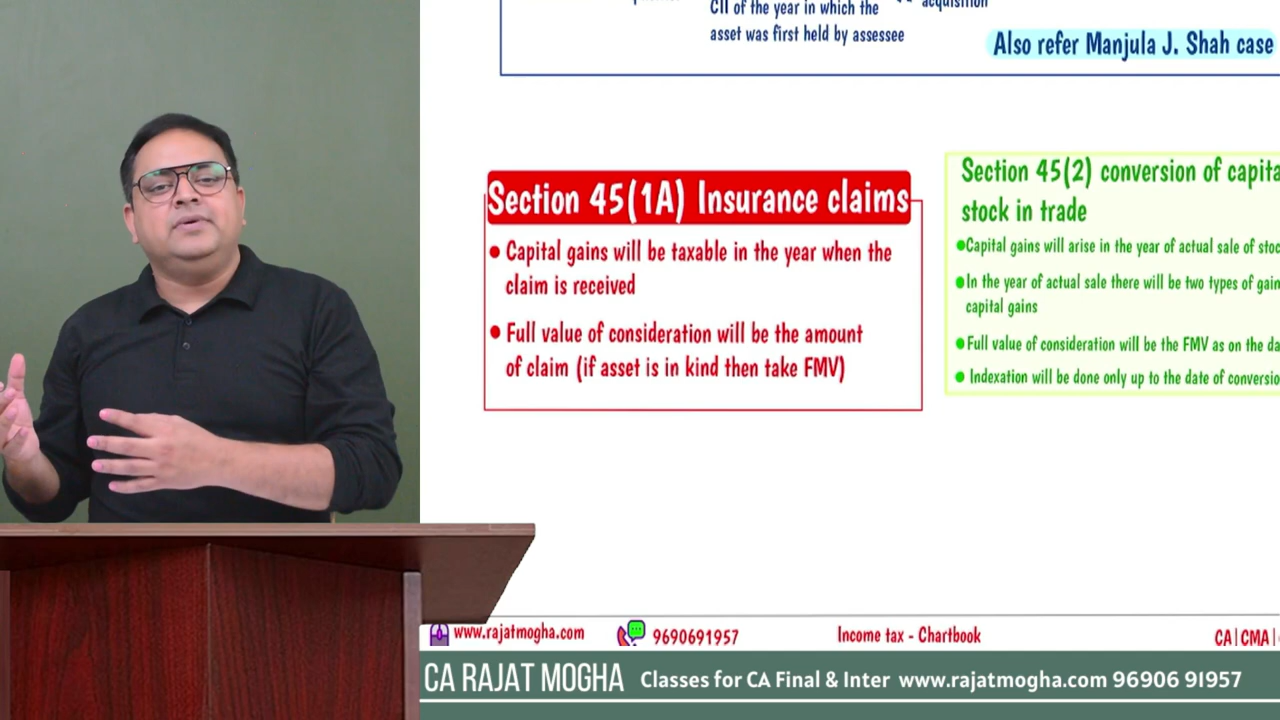 CII of the year in which the
acquisition
asset was first held by assessee
Also refer Manjula J. Shah case
Section 45(1A) Insurance claims
• Capital gains will be taxable in the year when the
claim is received
• Full value of consideration will be the amount
of claim (if asset is in kind then take FMV)
Section 45(2) conversion of capita
stock in trade
• Capital gains will arise in the year of actual sale of stoc
• In the year of actual sale there will be two types of gain
capital gains
• Full value of consideration will be the FMV as on the da
• Indexation will be done only up to the date of conversio
www.rajatmogha.com
9690691957
Income tax - Chartbook
CA | CMA |
CA RAJAT MOGHA Classes for CA Final & Inter www.rajatmogha.com 96906 91957